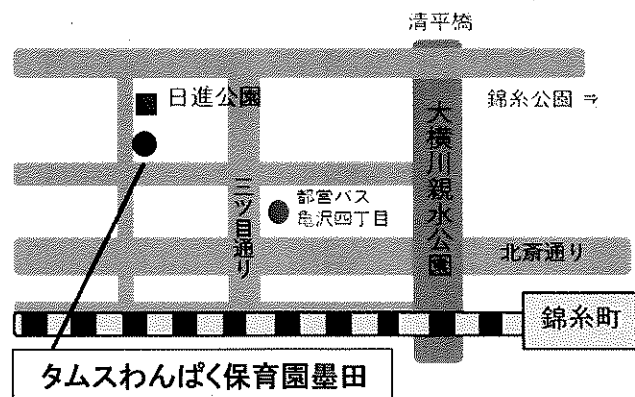 清平橋
日進公園
錦糸公園 ⇒
大横川親水公園
三ツ目通り
都営バス
亀沢四丁目
北斎通り
錦糸町
タムスわんぱく保育園墨田